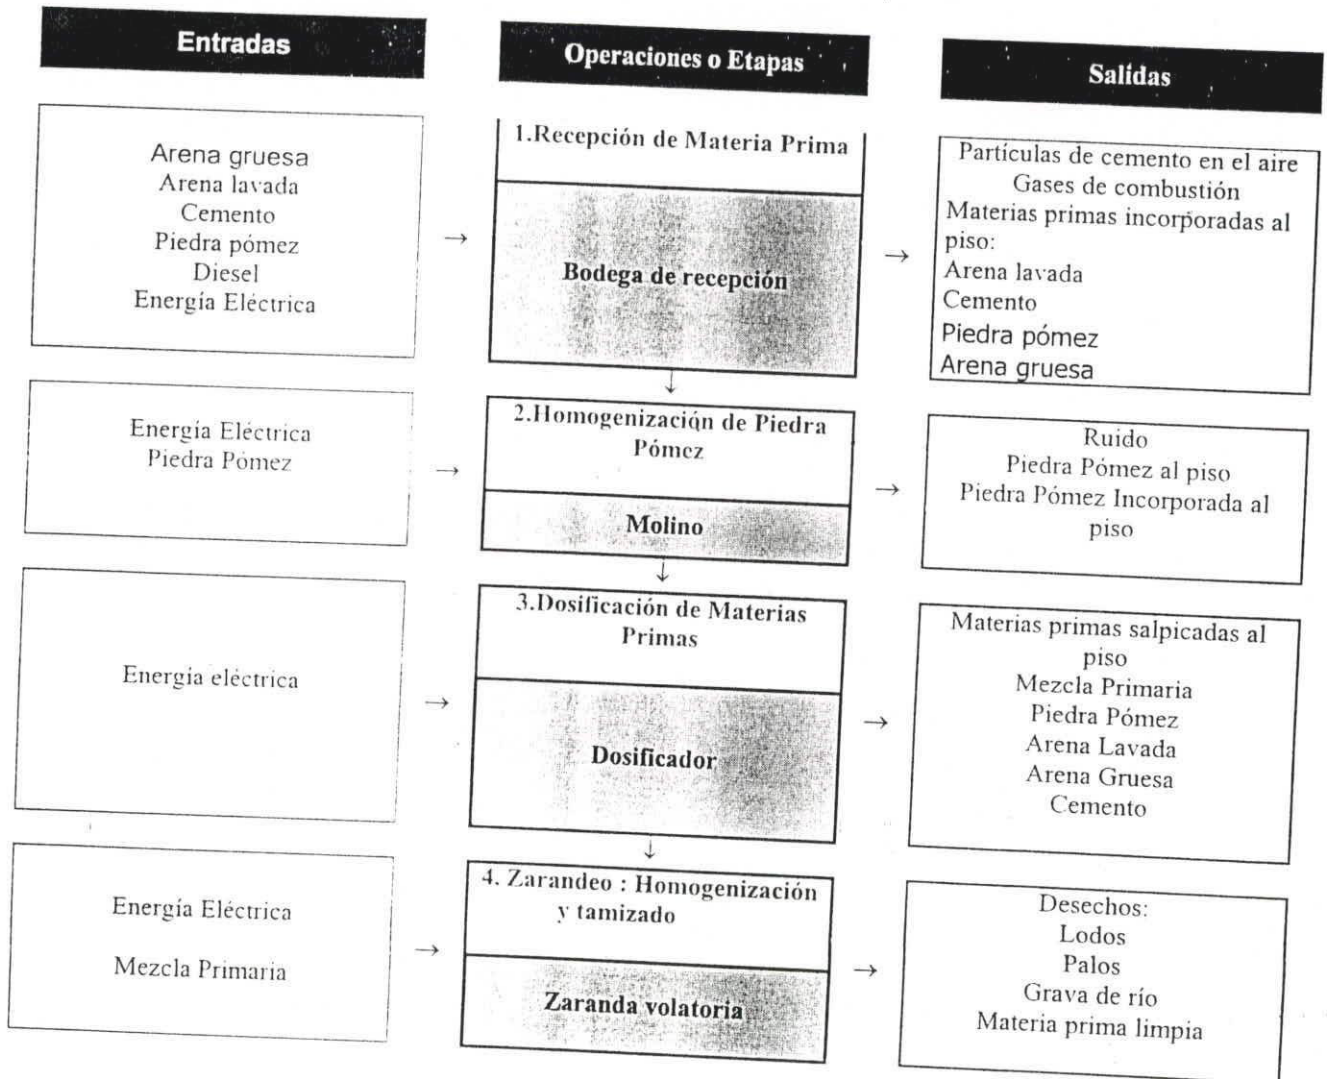 Entradas
Operaciones o Etapas
Salidas
Arena gruesa
Arena lavada
Cemento
Piedra pómez
Diesel
Energía Eléctrica
→
1.Recepción de Materia Prima
Bodega de recepción
→
Partículas de cemento en el aire
Gases de combustión
Materias primas incorporadas al
piso:
Arena lavada
Cemento
Piedra pómez
Arena gruesa
↓
Energía Eléctrica
Piedra Pómez
→
2.Homogenización de Piedra
Pómez
Molino
→
Ruido
Piedra Pómez al piso
Piedra Pómez Incorporada al
piso
↓
Energía eléctrica
→
3.Dosificación de Materias
Primas
Dosificador
→
Materias primas salpicadas al
piso
Mezcla Primaria
Piedra Pómez
Arena Lavada
Arena Gruesa
Cemento
↓
Energía Eléctrica
Mezcla Primaria
→
4. Zarandeo : Homogenización
y tamizado
Zaranda volatoria
→
Desechos:
Lodos
Palos
Grava de río
Materia prima limpia